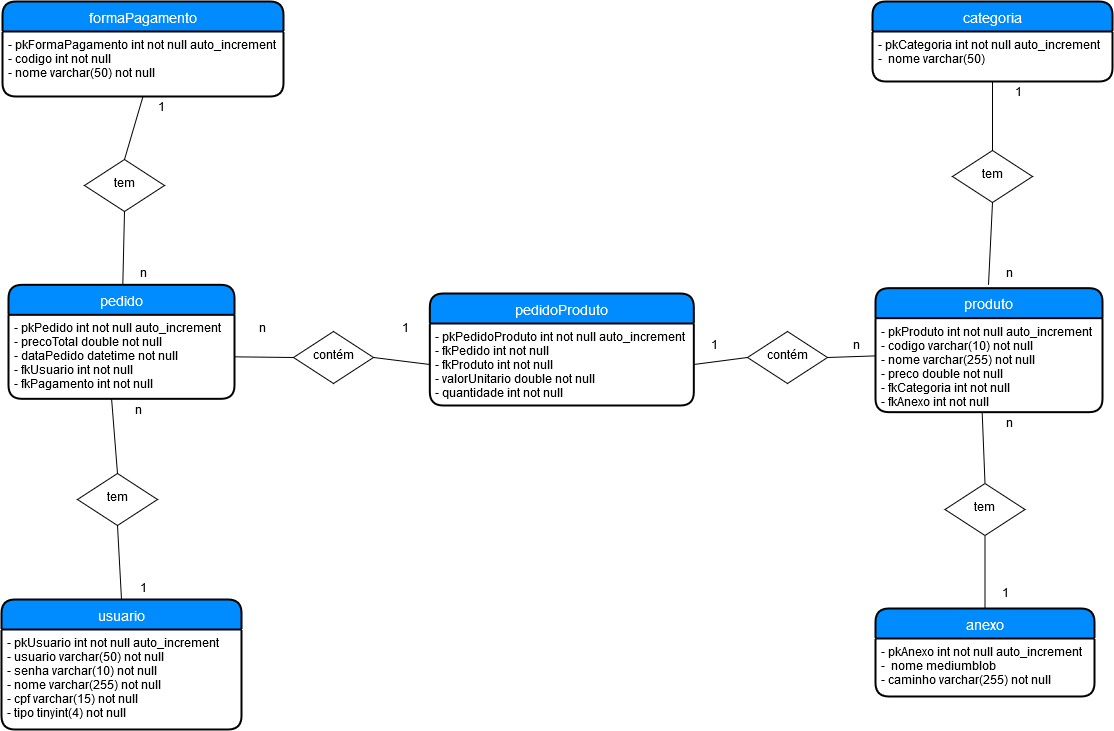 formaPagamento
- pkFormaPagamento int not null auto_increment
- codigo int not null
- nome varchar(50) not null
1
tem
n
categoria
- pkCategoria int not null auto_increment
- nome varchar(50)
1
tem
n
pedido
- pkPedido int not null auto_increment
- precoTotal double not null
- dataPedido datetime not null
- fkUsuario int not null
- fkPagamento int not null
n
contém
1
pedidoProduto
- pkPedidoProduto int not null auto_increment
- fkPedido int not null
- fkProduto int not null
- valorUnitario double not null
- quantidade int not null
1
contém
n
produto
- pkProduto int not null auto_increment
- codigo varchar(10) not null
- nome varchar(255) not null
- preco double not null
- fkCategoria int not null
- fkAnexo int not null
n
tem
1
usuario
- pkUsuario int not null auto_increment
- usuario varchar(50) not null
- senha varchar(10) not null
- nome varchar(255) not null
- cpf varchar(15) not null
- tipo tinyint(4) not null
n
tem
1
anexo
- pkAnexo int not null auto_increment
- nome mediumblob
- caminho varchar(255) not null